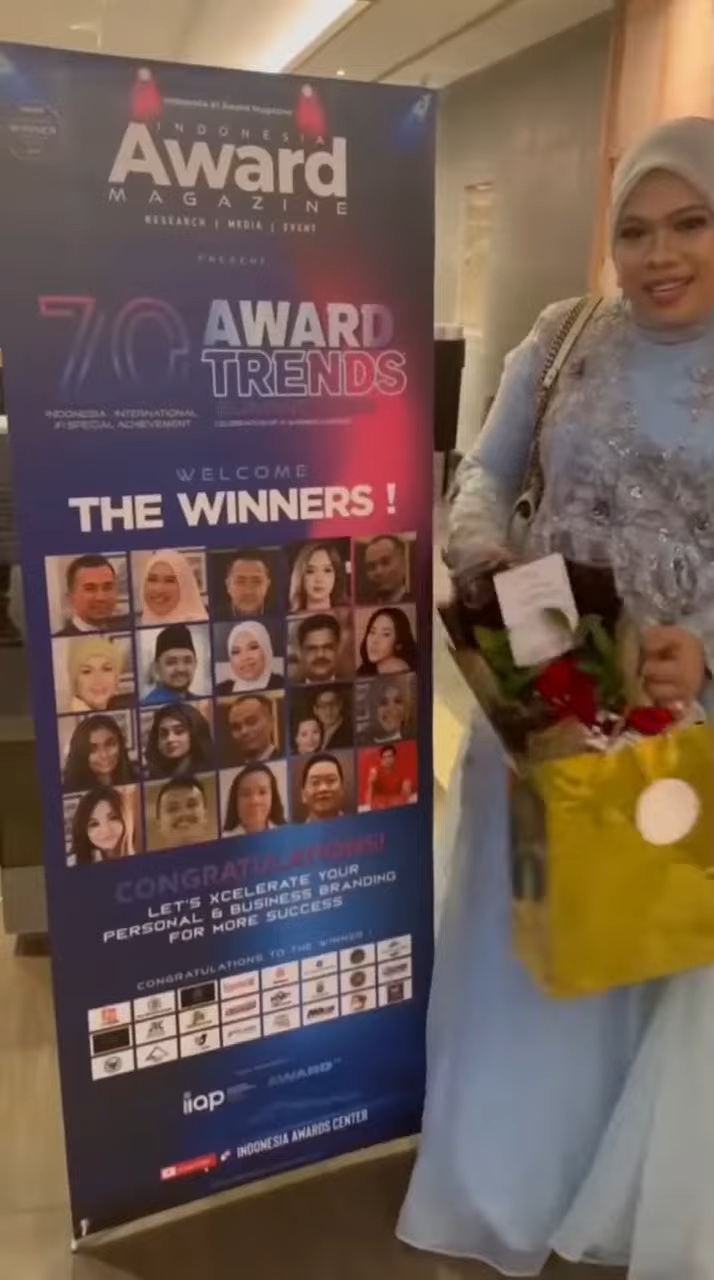 Indonesia #1 Award Magazine
WINNER
INDONESIA
Award
MAGAZINE
RESEARCH | MEDIA | EVENT
PRESENT
70 AWARD
TRENDS
INDONESIA INTERNATIONAL
#1 SPECIAL ACHIEVEMENT
WELCOME
THE WINNERS !
CONGRATULATIONS!
LET'S XCELERATE YOUR
PERSONAL & BUSINESS BRANDING
FOR MORE SUCCESS
CONGRATULATIONS TO THE WINNER !
iiap
AWARD
INDONESIA AWARDS CENTER